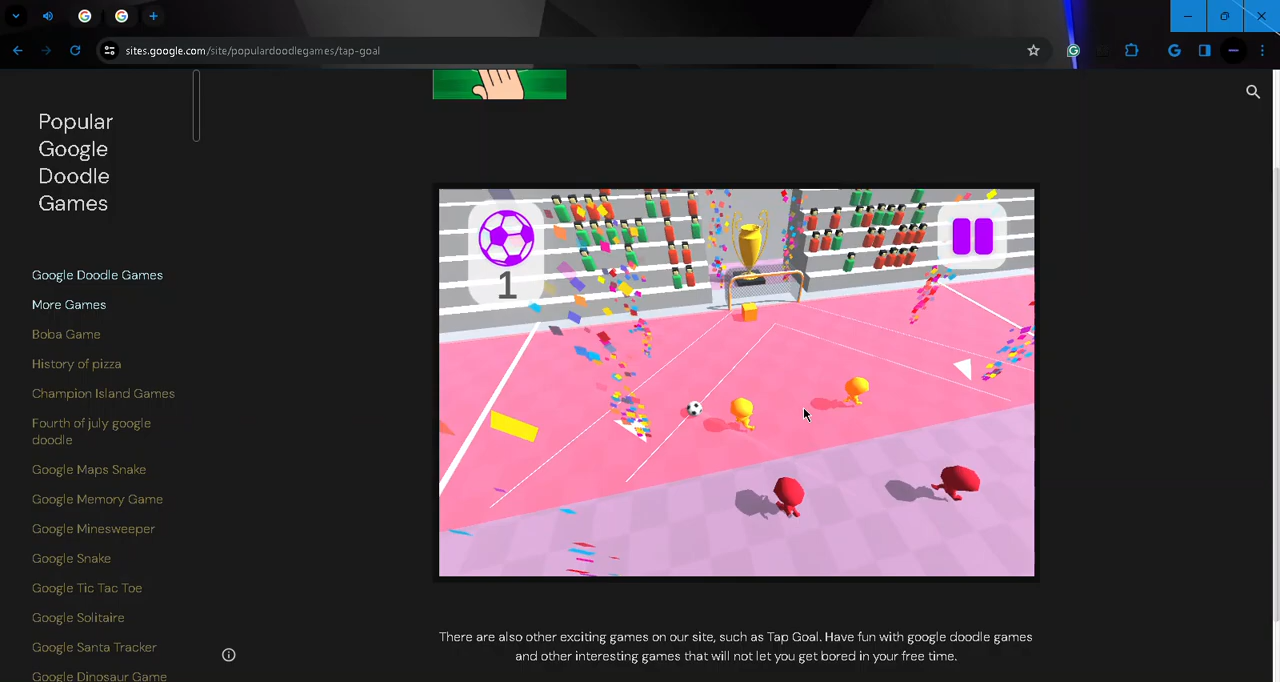 sites.google.com/site/populardoodlegames/tap-goal
Popular
Google
Doodle
Games
Google Doodle Games
More Games
Boba Game
History of pizza
Champion Island Games
Fourth of july google
doodle
Google Maps Snake
Google Memory Game
Google Minesweeper
Google Snake
Google Tic Tac Toe
Google Solitaire
Google Santa Tracker
Google Dinosaur Game
1
There are also other exciting games on our site, such as Tap Goal. Have fun with google doodle games
and other interesting games that will not let you get bored in your free time.